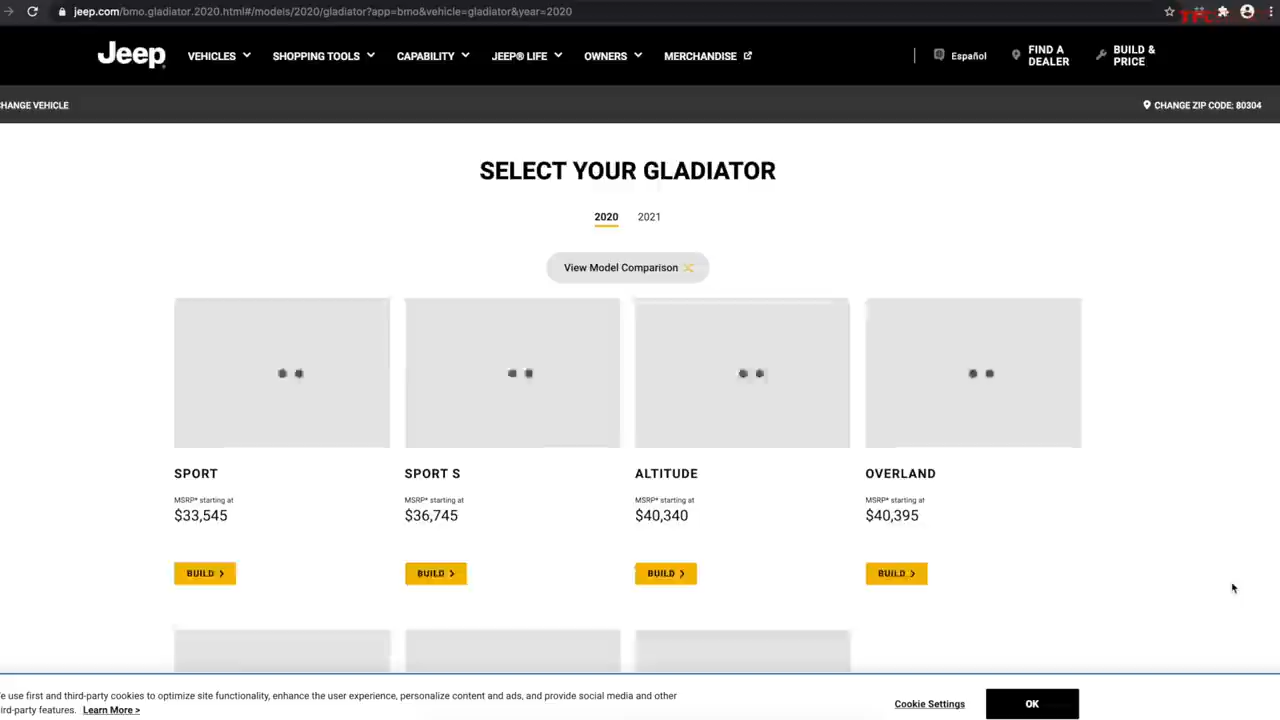 jeep.com/bmo.gladiator.2020.html#/models/2020/gladiator?app=bmo&vehicle=gladiator&year=2020
Jeep
VEHICLES
SHOPPING TOOLS
CAPABILITY
JEEP® LIFE
OWNERS
MERCHANDISE
Español
FIND A
DEALER
BUILD &
PRICE
HANGE VEHICLE
CHANGE ZIP CODE: 80304
SELECT YOUR GLADIATOR
2020 2021
View Model Comparison
SPORT
MSRP* starting at
$33,545
BUILD >
SPORT S
MSRP* starting at
$36,745
BUILD >
ALTITUDE
MSRP* starting at
$40,340
BUILD >
OVERLAND
MSRP* starting at
$40,395
BUILD >
e use first and third-party cookies to optimize site functionality, enhance the user experience, personalize content and ads, and provide social media and other
ird-party features. Learn More >
Cookie Settings
OK